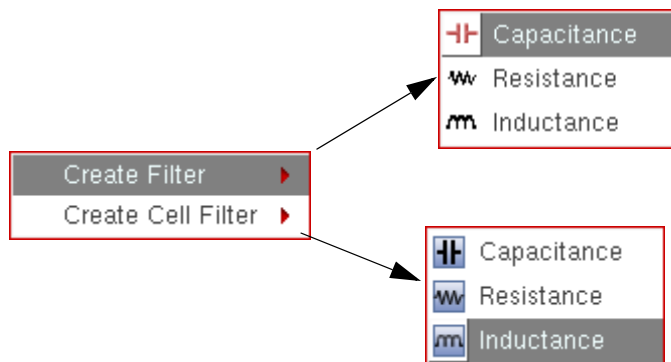 Capacitance
Resistance
Inductance
Create Filter
Create Cell Filter
Capacitance
Resistance
Inductance